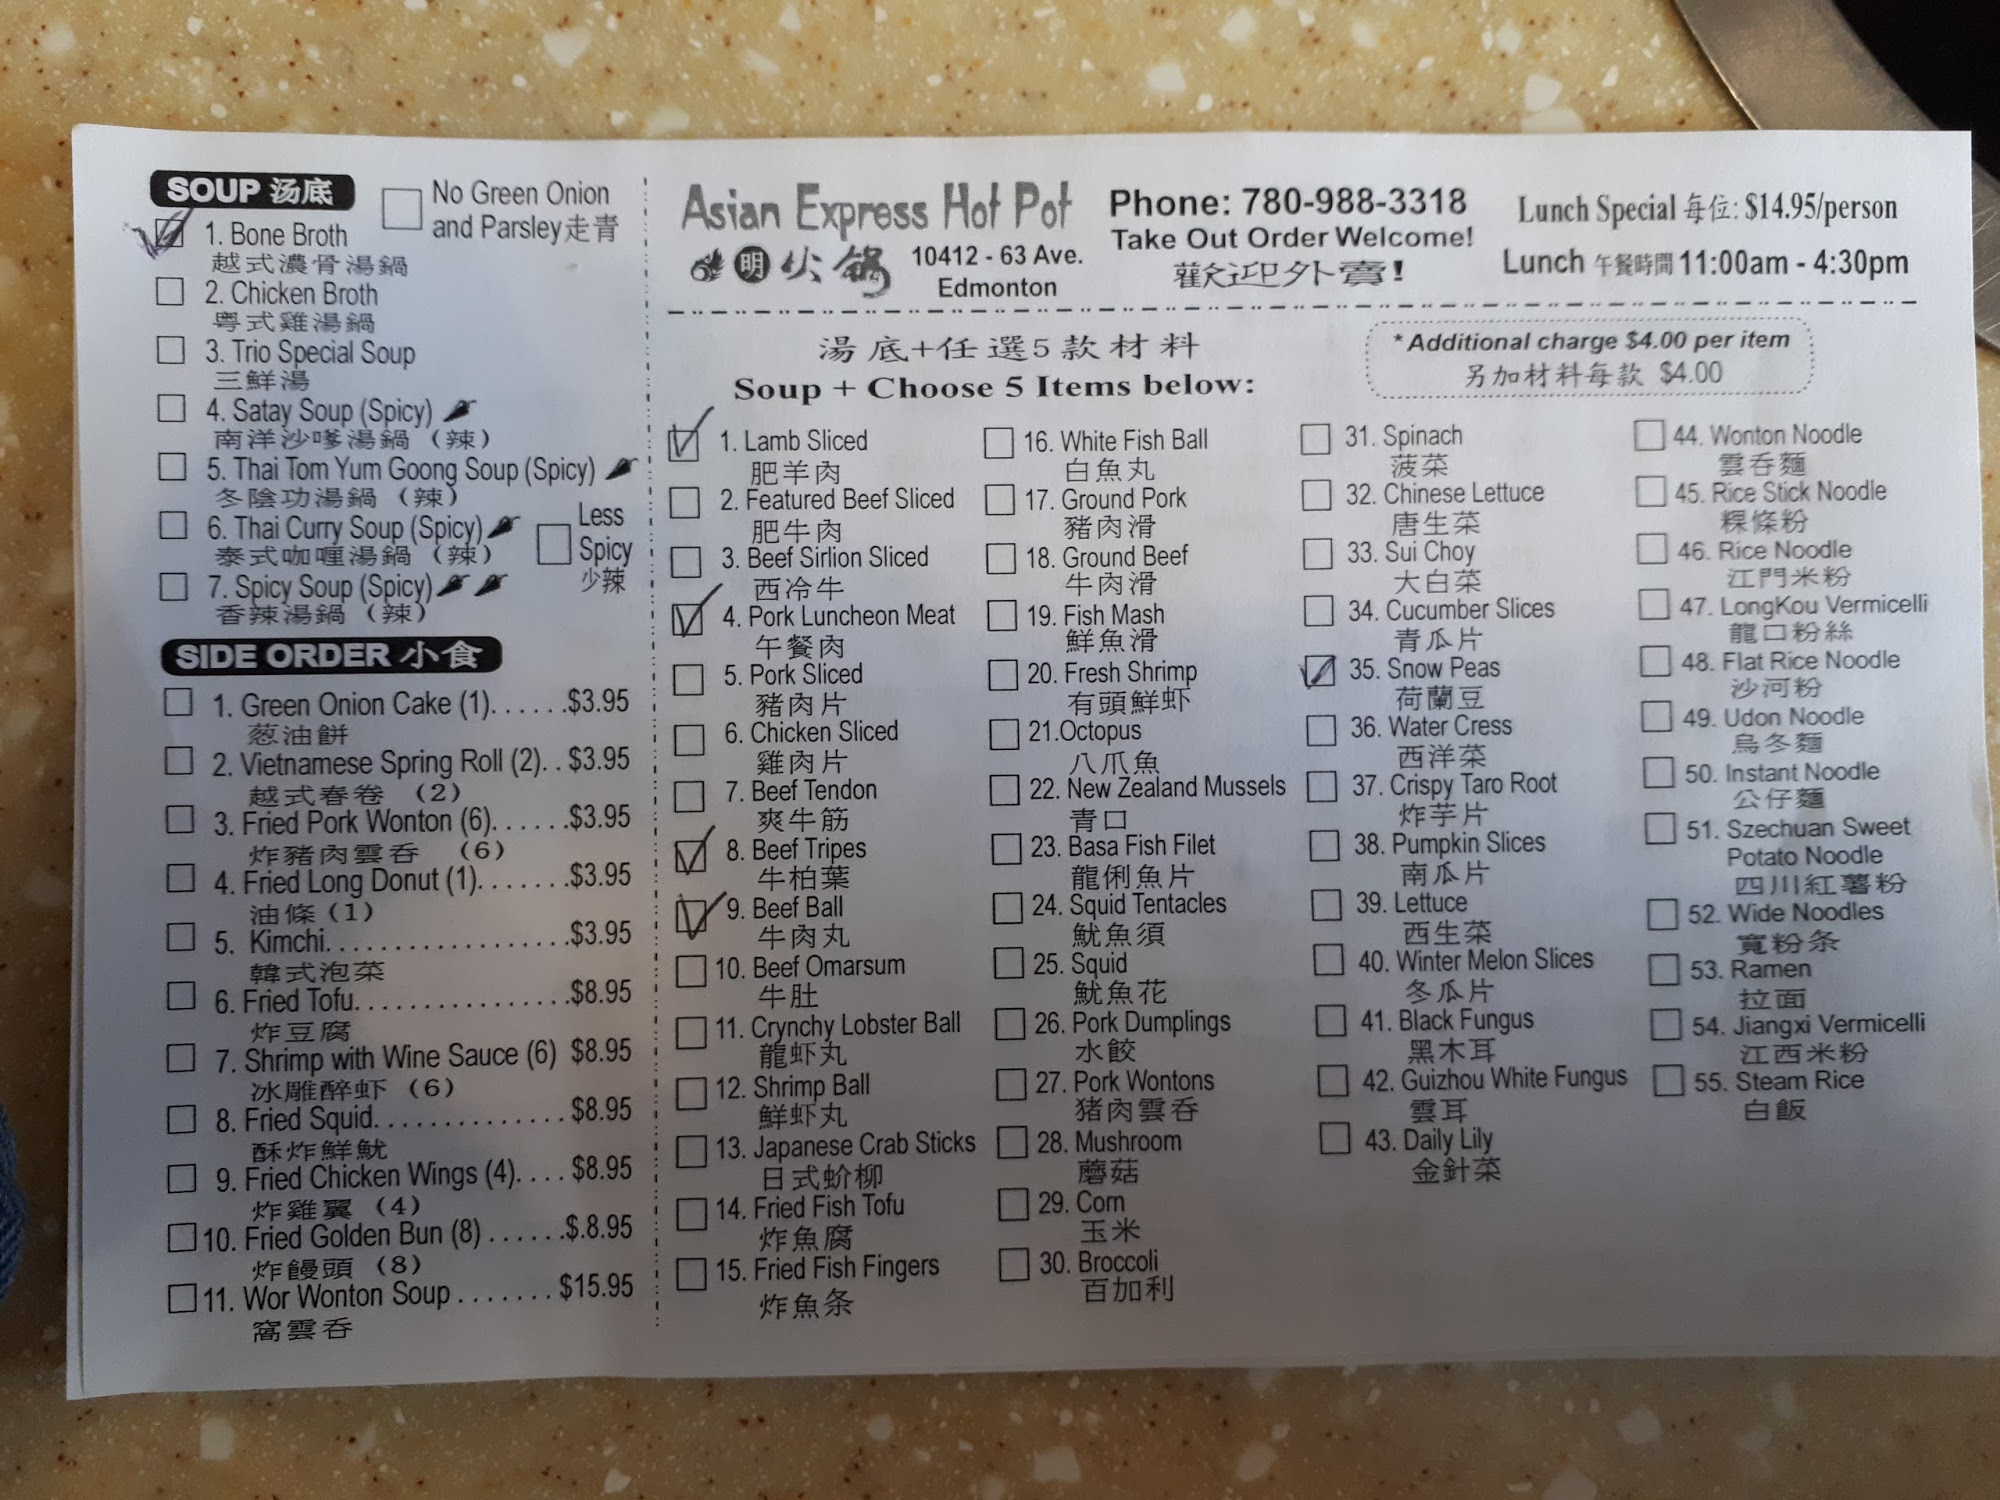 SOUP 汤底
No Green Onion
and Parsley走青
1. Bone Broth
越式濃骨湯鍋
2. Chicken Broth
粵式雞湯鍋
3. Trio Special Soup
三鮮湯
4. Satay Soup (Spicy)
南洋沙嗲湯鍋 (辣)
5. Thai Tom Yum Goong Soup (Spicy)
冬陰功湯鍋 (辣)
6. Thai Curry Soup (Spicy)
泰式咖喱湯鍋 (辣)
Less
Spicy
少辣
7. Spicy Soup (Spicy)
香辣湯鍋 (辣)
SIDE ORDER 小食
1. Green Onion Cake (1)......$3.95
葱油餅
2. Vietnamese Spring Roll (2)..$3.95
越式春卷 (2)
3. Fried Pork Wonton (6)......$3.95
炸豬肉雲吞 (6)
4. Fried Long Donut (1).......$3.95
油條 (1)
5. Kimchi..................$3.95
韓式泡菜
6. Fried Tofu................$8.95
炸豆腐
7. Shrimp with Wine Sauce (6) $8.95
冰雕醉虾 (6)
8. Fried Squid..............$8.95
酥炸鮮魷
9. Fried Chicken Wings (4)....$8.95
炸雞翼 (4)
10. Fried Golden Bun (8)......$.8.95
炸饅頭 (8)
11. Wor Wonton Soup.......$15.95
窩雲吞
Asian Express Hot Pot
明火鍋
10412 - 63 Ave.
Edmonton
Phone: 780-988-3318
Take Out Order Welcome!
歡迎外賣!
Lunch Special 每位: $14.95/person
Lunch 午餐時間 11:00am - 4:30pm
湯底+任選5款材料
Soup + Choose 5 Items below:
*Additional charge $4.00 per item
另加材料每款 $4.00
1. Lamb Sliced
肥羊肉
2. Featured Beef Sliced
肥牛肉
3. Beef Sirlion Sliced
西冷牛
4. Pork Luncheon Meat
午餐肉
5. Pork Sliced
豬肉片
6. Chicken Sliced
雞肉片
7. Beef Tendon
爽牛筋
8. Beef Tripes
牛柏葉
9. Beef Ball
牛肉丸
10. Beef Omarsum
牛肚
11. Crynchy Lobster Ball
龍虾丸
12. Shrimp Ball
鮮虾丸
13. Japanese Crab Sticks
日式蚧柳
14. Fried Fish Tofu
炸魚腐
15. Fried Fish Fingers
炸魚条
16. White Fish Ball
白魚丸
17. Ground Pork
豬肉滑
18. Ground Beef
牛肉滑
19. Fish Mash
鮮魚滑
20. Fresh Shrimp
有頭鮮虾
21.Octopus
八爪魚
22. New Zealand Mussels
青口
23. Basa Fish Filet
龍俐魚片
24. Squid Tentacles
魷魚須
25. Squid
魷魚花
26. Pork Dumplings
水餃
27. Pork Wontons
猪肉雲吞
28. Mushroom
蘑菇
29. Corn
玉米
30. Broccoli
百加利
31. Spinach
菠菜
32. Chinese Lettuce
唐生菜
33. Sui Choy
大白菜
34. Cucumber Slices
青瓜片
35. Snow Peas
荷蘭豆
36. Water Cress
西洋菜
37. Crispy Taro Root
炸芋片
38. Pumpkin Slices
南瓜片
39. Lettuce
西生菜
40. Winter Melon Slices
冬瓜片
41. Black Fungus
黑木耳
42. Guizhou White Fungus
雲耳
43. Daily Lily
金針菜
44. Wonton Noodle
雲吞麵
45. Rice Stick Noodle
粿條粉
46. Rice Noodle
江門米粉
47. LongKou Vermicelli
龍口粉絲
48. Flat Rice Noodle
沙河粉
49. Udon Noodle
烏冬麵
50. Instant Noodle
公仔麵
51. Szechuan Sweet
Potato Noodle
四川紅薯粉
52. Wide Noodles
寬粉条
53. Ramen
拉面
54. Jiangxi Vermicelli
江西米粉
55. Steam Rice
白飯